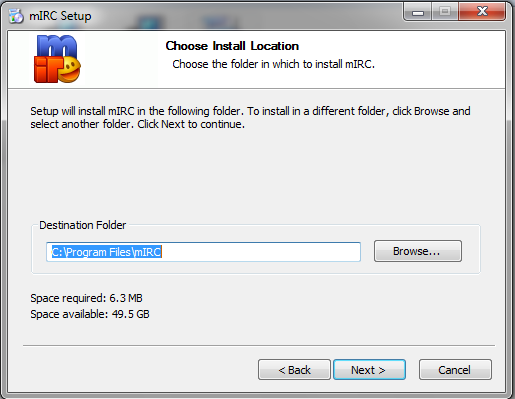 mIRC Setup
Choose Install Location
Choose the folder in which to install mIRC.
Setup will install mIRC in the following folder. To install in a different folder, click Browse and
select another folder. Click Next to continue.
Destination Folder
C:\Program Files\mIRC
Browse...
Space required: 6.3 MB
Space available: 49.5 GB
< Back
Next >
Cancel